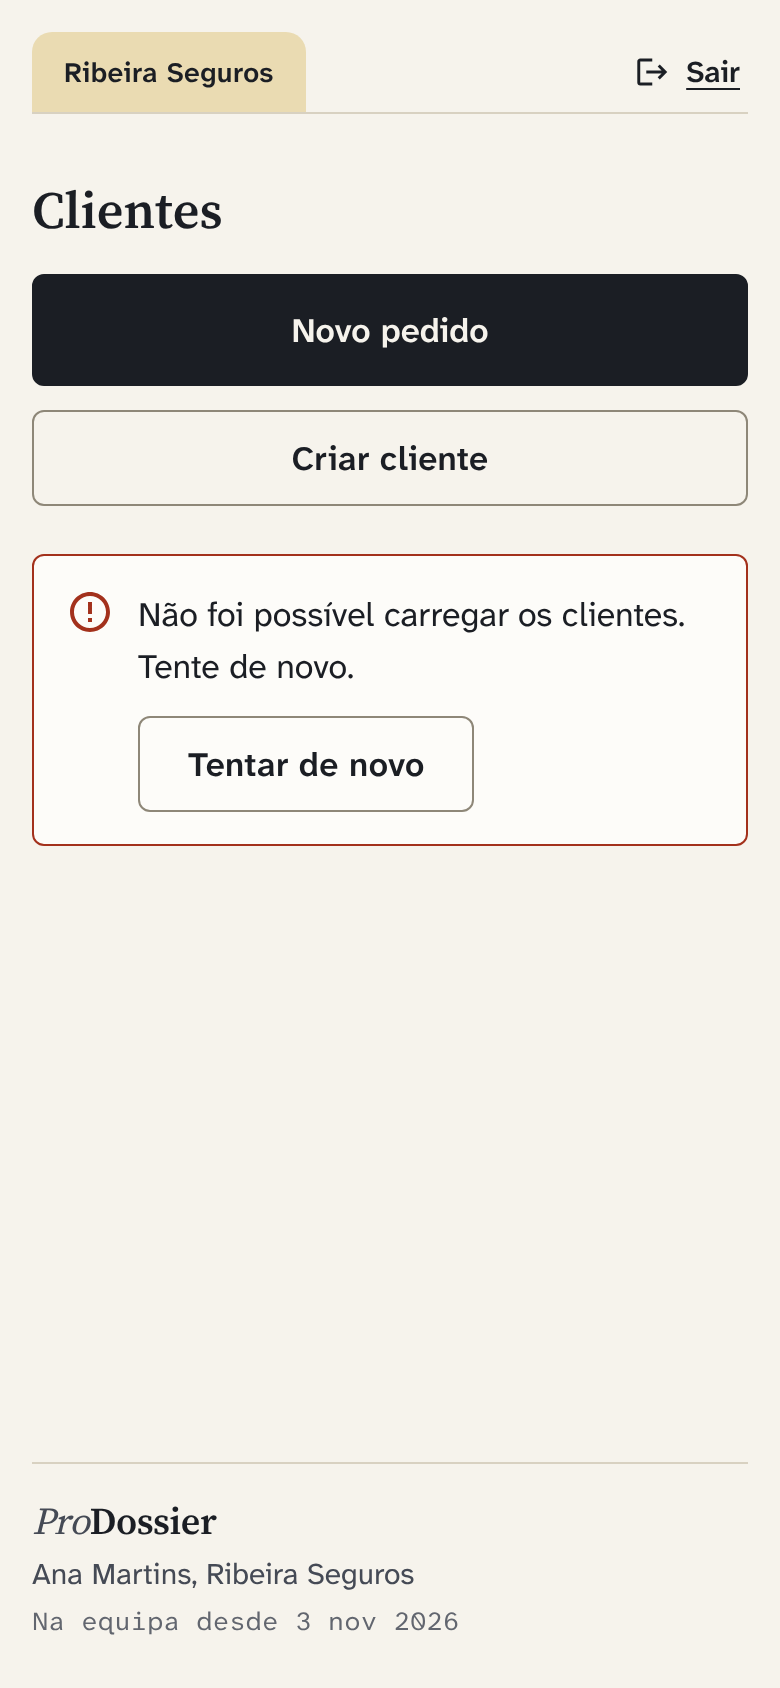 Ribeira Seguros
Sair
Clientes
Novo pedido
Criar cliente
Não foi possível carregar os clientes.
Tente de novo.
Tentar de novo
ProDossier
Ana Martins, Ribeira Seguros
Na equipa desde 3 nov 2026